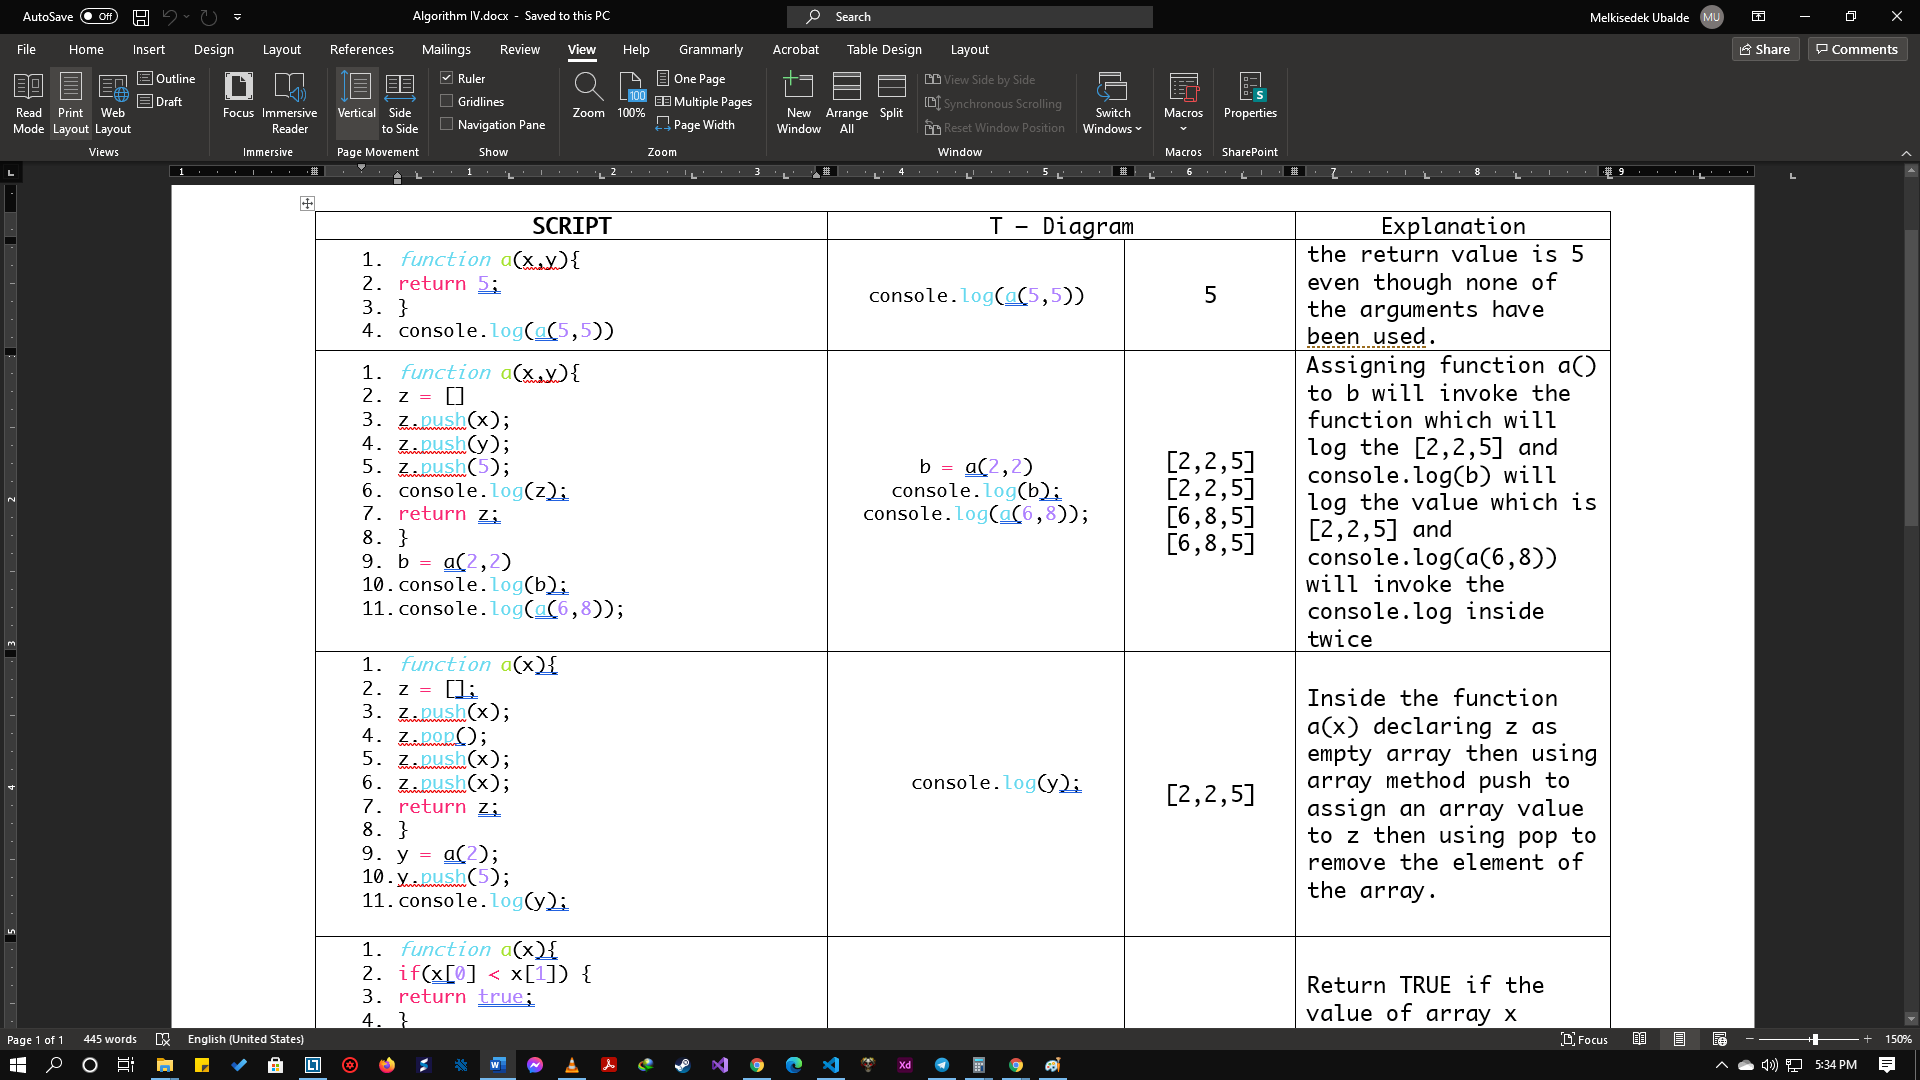 AutoSave Off
Algorithm IV.docx - Saved to this PC
Search
Melkisedek Ubalde MU
File Home Insert Design Layout References Mailings Review View Help Grammarly Acrobat Table Design Layout
Share Comments
Read Mode
Print Layout
Web Layout
Outline
Draft
Views
Focus
Immersive Reader
Immersive
Vertical
Side to Side
Page Movement
Ruler
Gridlines
Navigation Pane
Show
Zoom
100
100%
One Page
Multiple Pages
Page Width
Zoom
New Window
Arrange All
Split
View Side by Side
Synchronous Scrolling
Reset Window Position
Switch Windows
Window
Macros
Macros
Properties
SharePoint
1 1 2 3 4 5 6 7 8 9
SCRIPT
T – Diagram
Explanation
1. function a(x,y){
2. return 5;
3. }
4. console.log(a(5,5))
console.log(a(5,5))
5
the return value is 5
even though none of
the arguments have
been used.
1. function a(x,y){
2. z = []
3. z.push(x);
4. z.push(y);
5. z.push(5);
6. console.log(z);
7. return z;
8. }
9. b = a(2,2)
10.console.log(b);
11.console.log(a(6,8));
b = a(2,2)
console.log(b);
console.log(a(6,8));
[2,2,5]
[2,2,5]
[6,8,5]
[6,8,5]
Assigning function a()
to b will invoke the
function which will
log the [2,2,5] and
console.log(b) will
log the value which is
[2,2,5] and
console.log(a(6,8))
will invoke the
console.log inside
twice
1. function a(x){
2. z = [];
3. z.push(x);
4. z.pop();
5. z.push(x);
6. z.push(x);
7. return z;
8. }
9. y = a(2);
10.y.push(5);
11.console.log(y);
console.log(y);
[2,2,5]
Inside the function
a(x) declaring z as
empty array then using
array method push to
assign an array value
to z then using pop to
remove the element of
the array.
1. function a(x){
2. if(x[0] < x[1]) {
3. return true;
4. }
Return TRUE if the
value of array x
2
3
4
5
Page 1 of 1 445 words English (United States)
Focus
150%
5:34 PM